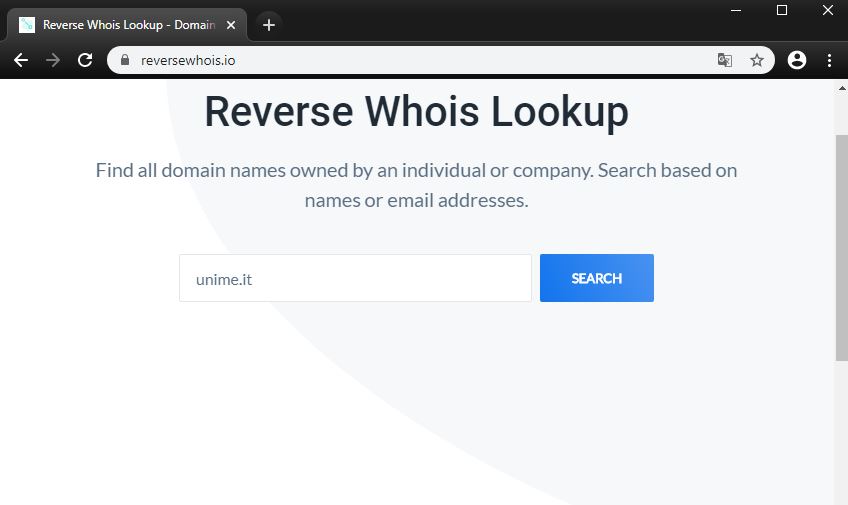 Reverse Whois Lookup - Domain
reversewhois.io
Reverse Whois Lookup
Find all domain names owned by an individual or company. Search based on
names or email addresses.
unime.it
SEARCH